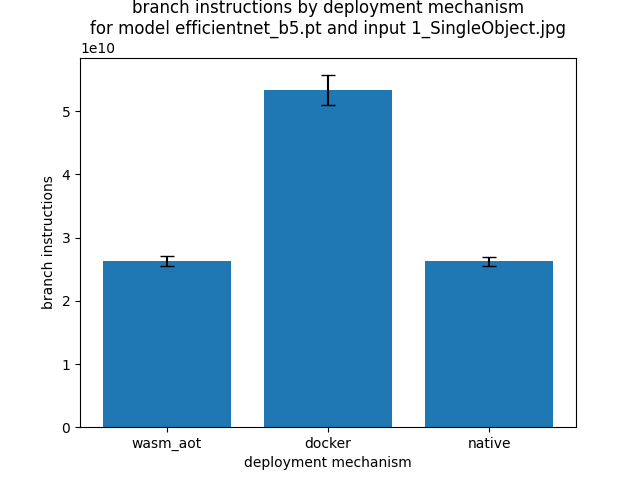 branch instructions by deployment mechanism
for model efficientnet_b5.pt and input 1_SingleObject.jpg
1e10
5
4
3
2
1
0
branch instructions
wasm_aot
docker
native
deployment mechanism